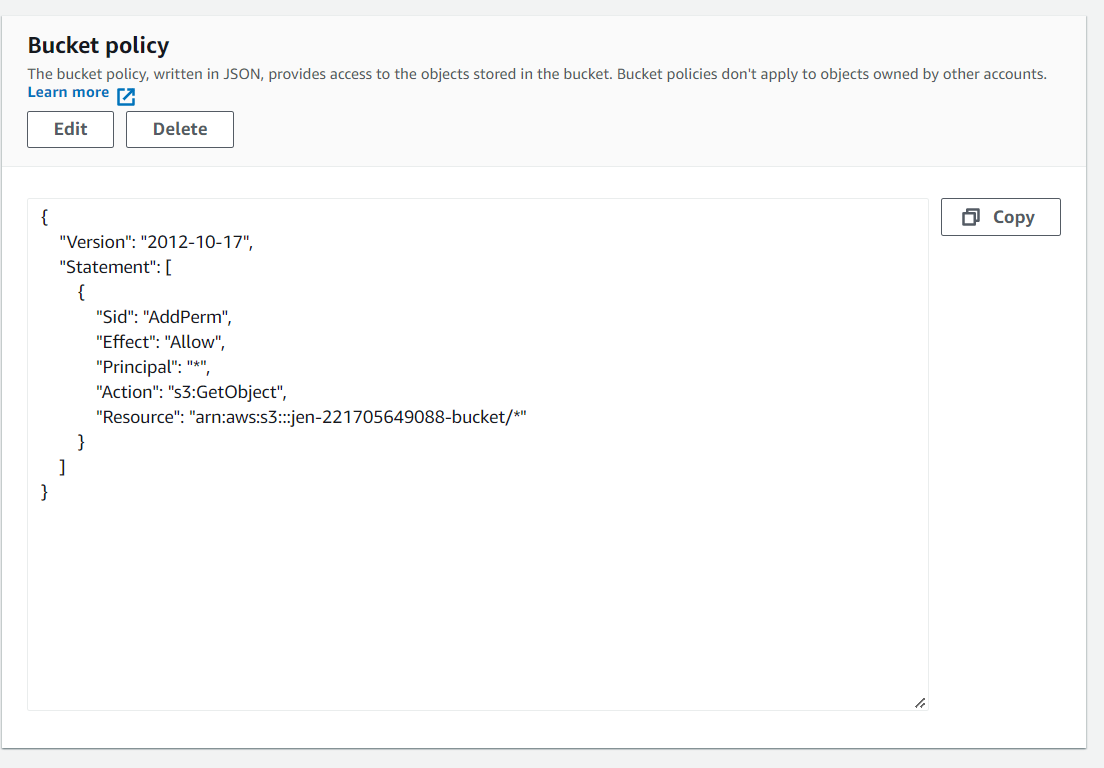 Bucket policy
The bucket policy, written in JSON, provides access to the objects stored in the bucket. Bucket policies don't apply to objects owned by other accounts.
Learn more
Edit Delete
Copy
{
"Version": "2012-10-17",
"Statement": [
{
"Sid": "AddPerm",
"Effect": "Allow",
"Principal": "*",
"Action": "s3:GetObject",
"Resource": "arn:aws:s3:::jen-221705649088-bucket/*"
}
]
}